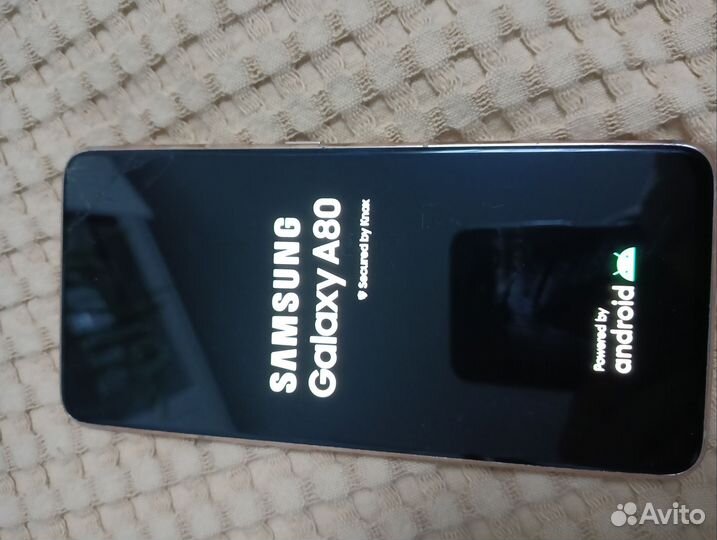 SAMSUNG
Galaxy A80
Secured by Knox
Powered by
android
Avito